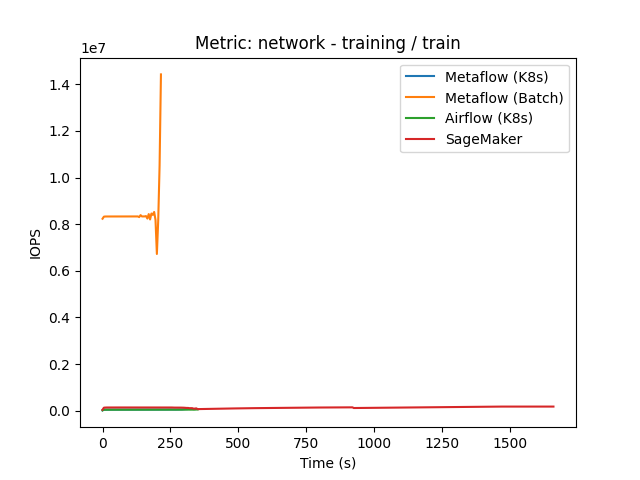 Metric: network - training / train
1e7
Metaflow (K8s)
Metaflow (Batch)
Airflow (K8s)
SageMaker
1.4
1.2
1.0
0.8
0.6
0.4
0.2
0.0
IOPS
0 250 500 750 1000 1250 1500
Time (s)